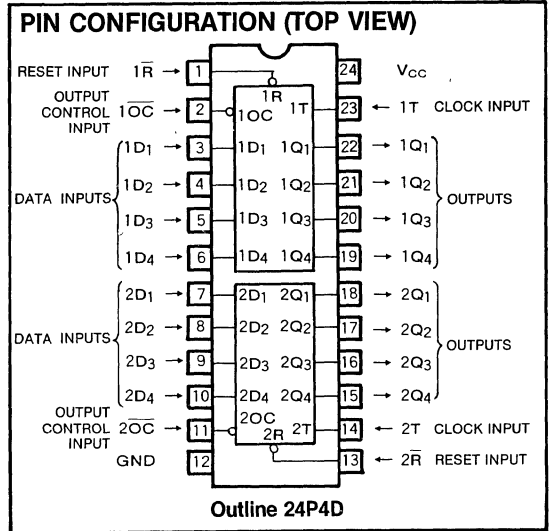 PIN CONFIGURATION (TOP VIEW)
RESET INPUT 1R̅ → 1 1R 24 VCC
OUTPUT CONTROL INPUT 1O̅C̅ → 2 1OC 1T 23 ← 1T CLOCK INPUT
DATA INPUTS
1D1 → 3 1D1 1Q1 22 → 1Q1
1D2 → 4 1D2 1Q2 21 → 1Q2
1D3 → 5 1D3 1Q3 20 → 1Q3
1D4 → 6 1D4 1Q4 19 → 1Q4
OUTPUTS
DATA INPUTS
2D1 → 7 2D1 2Q1 18 → 2Q1
2D2 → 8 2D2 2Q2 17 → 2Q2
2D3 → 9 2D3 2Q3 16 → 2Q3
2D4 → 10 2D4 2Q4 15 → 2Q4
OUTPUTS
OUTPUT CONTROL INPUT 2O̅C̅ → 11 2OC 2T 14 ← 2T CLOCK INPUT
GND 12 2R 13 ← 2R̅ RESET INPUT
Outline 24P4D